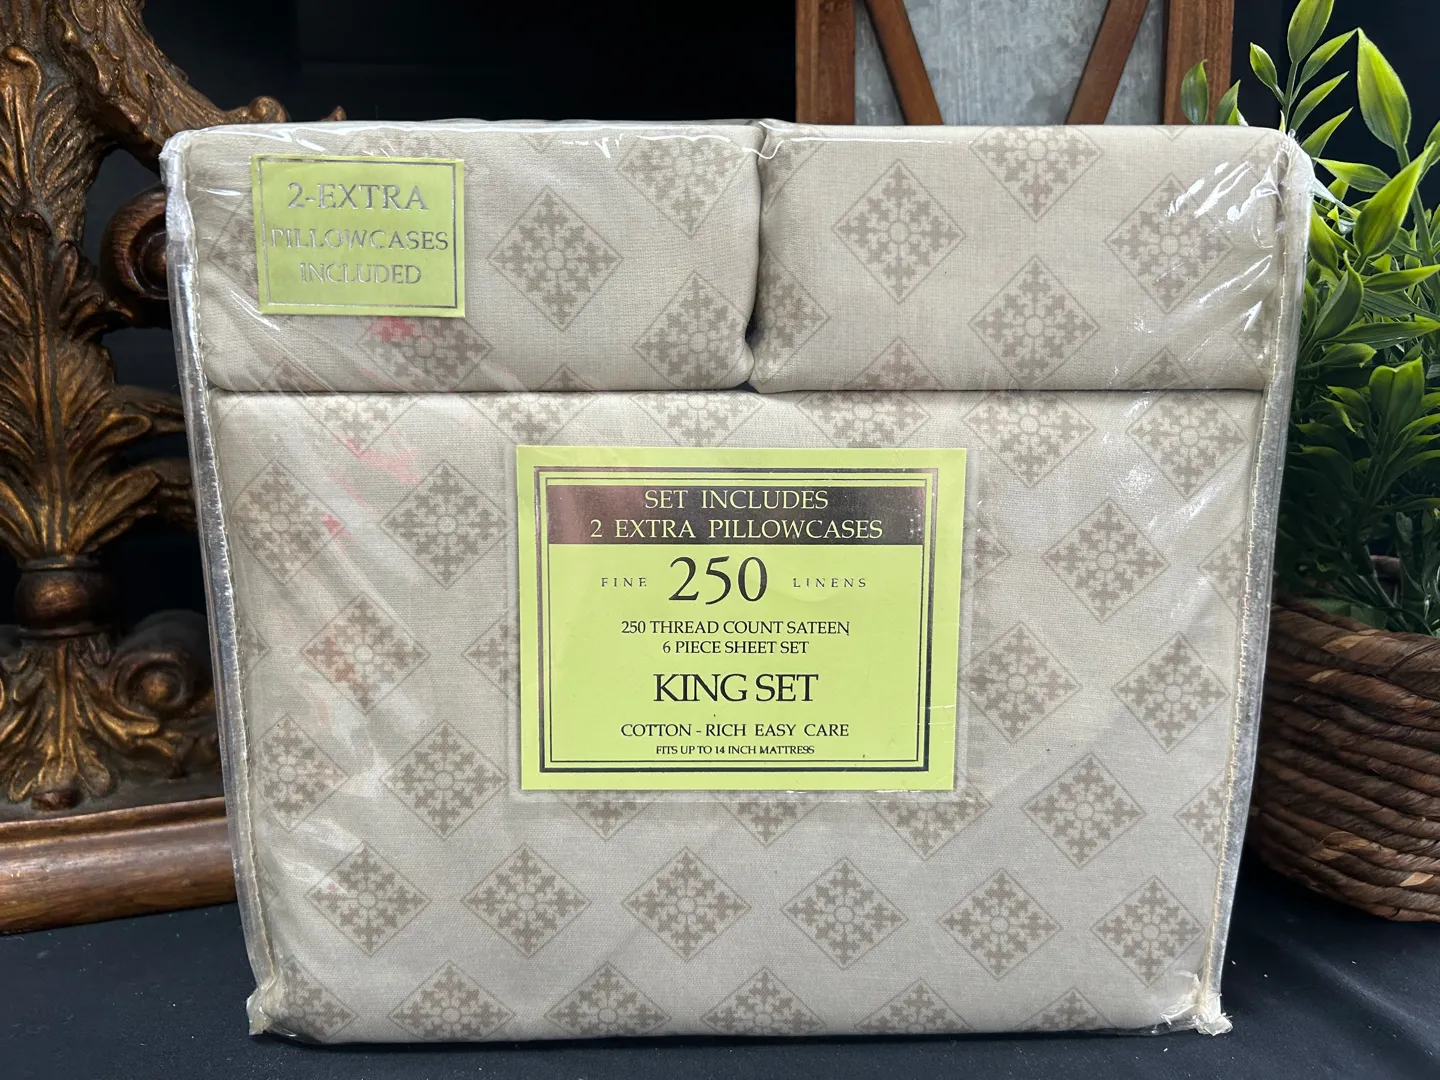 2-EXTRA
PILLOWCASES
INCLUDED
SET INCLUDES
2 EXTRA PILLOWCASES
FINE 250 LINENS
250 THREAD COUNT SATEEN
6 PIECE SHEET SET
KING SET
COTTON - RICH EASY CARE
FITS UP TO 14 INCH MATTRESS